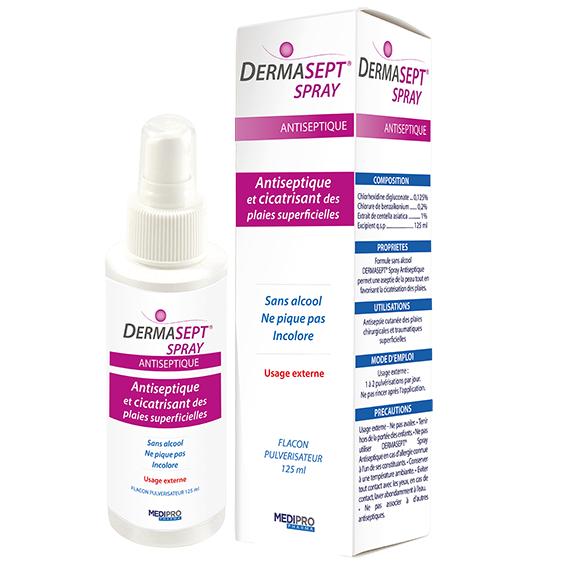 DERMASEPT®
SPRAY
ANTISEPTIQUE
Antiseptique
et cicatrisant des
plaies superficielles
Sans alcool
Ne pique pas
Incolore
Usage externe
FLACON PULVERISATEUR 125 ml
DERMASEPT®
SPRAY
ANTISEPTIQUE
Antiseptique
et cicatrisant des
plaies superficielles
Sans alcool
Ne pique pas
Incolore
Usage externe
FLACON
PULVERISATEUR
125 ml
MEDIPRO
PHARMA
DERMASEPT®
SPRAY
ANTISEPTIQUE
COMPOSITION
Chlorhexidine digluconate ... 0,125%
Chlorure de benzalkonium ..... 0,2%
Extrait de centella asiatica ...... 1%
Excipient q.s.p ........................ 125 ml
PROPRIETES
Formule sans alcool
DERMASEPT® Spray Antiseptique
permet une asepsie de la peau tout en
favorisant la cicatrisation des plaies.
UTILISATIONS
Antisepsie cutanée des plaies
chirurgicales et traumatiques
superficielles
MODE D'EMPLOI
Usage externe :
1 à 2 pulvérisations par jour.
Ne pas rincer après l'application.
PRECAUTIONS
Usage externe - Ne pas avaler. • Tenir
hors de la portée des enfants. • Ne pas
utiliser DERMASEPT® Spray
Antiseptique en cas d'allergie connue
à l'un de ses constituants. • Conserver
à une température ambiante. • Eviter
tout contact avec les yeux, en cas de
contact, laver abondamment à l'eau.
• Ne pas associer à d'autres
antiseptiques.
MEDIPRO
PHARMA